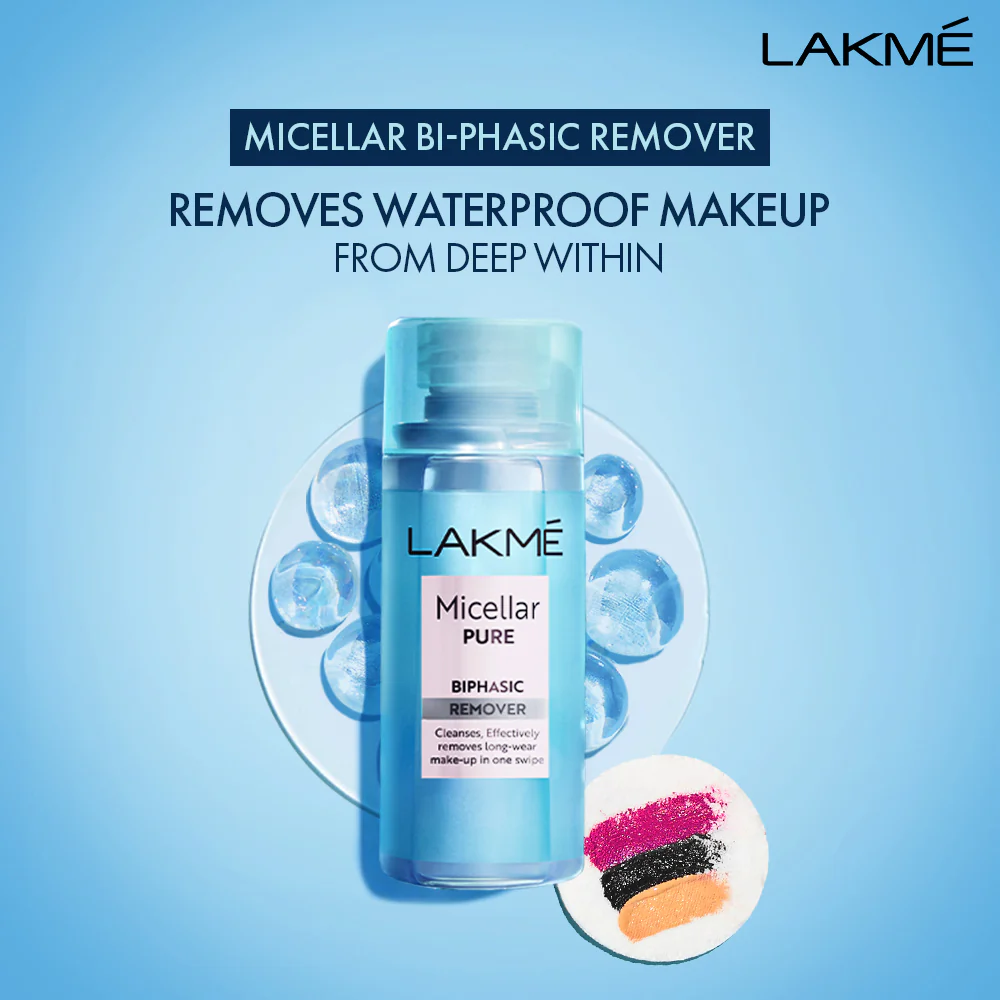 LAKMÉ
MICELLAR BI-PHASIC REMOVER
REMOVES WATERPROOF MAKEUP
FROM DEEP WITHIN
LAKMÉ
Micellar
PURE
BIPHASIC
REMOVER
Cleanses, Effectively
removes long-wear
make-up in one swipe